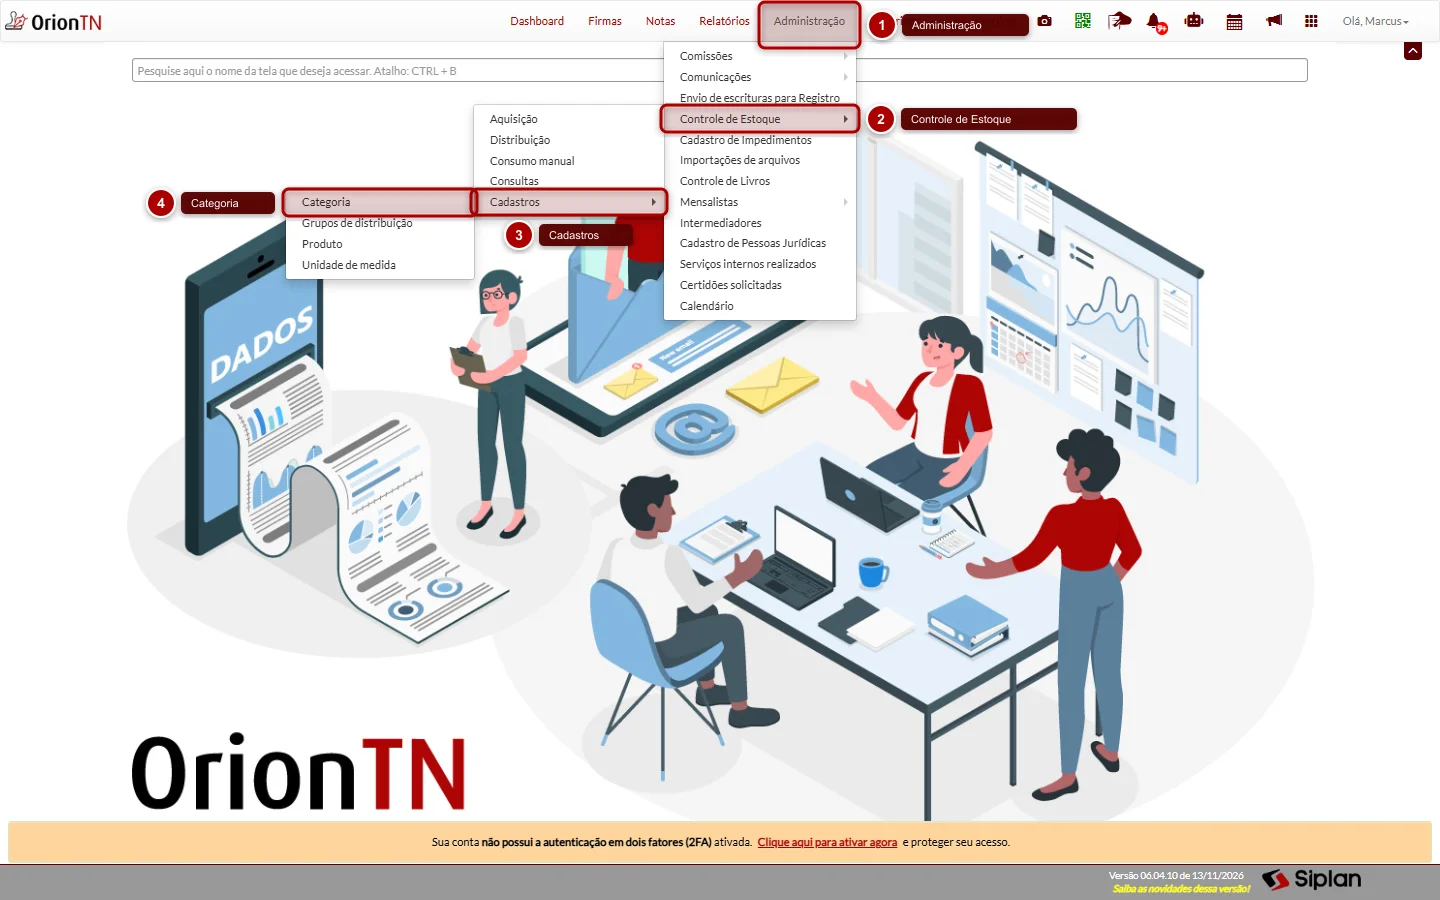 OrionTN
Dashboard
Firmas
Notas
Relatórios
Administração
1
Administração
9+
Olá, Marcus
Pesquise aqui o nome da tela que deseja acessar. Atalho: CTRL + B
Comissões
Comunicações
Envio de escrituras para Registro
Controle de Estoque
2
Controle de Estoque
Cadastro de Impedimentos
Importações de arquivos
Controle de Livros
Mensalistas
Intermediadores
Cadastro de Pessoas Jurídicas
Serviços internos realizados
Certidões solicitadas
Calendário
Aquisição
Distribuição
Consumo manual
Consultas
Cadastros
3
Cadastros
4
Categoria
Categoria
Grupos de distribuição
Produto
Unidade de medida
DADOS
New email
@
OrionTN
Sua conta não possui a autenticação em dois fatores (2FA) ativada. Clique aqui para ativar agora e proteger seu acesso.
Versão 06.04.10 de 13/11/2026
Saiba as novidades dessa versão!
Siplan